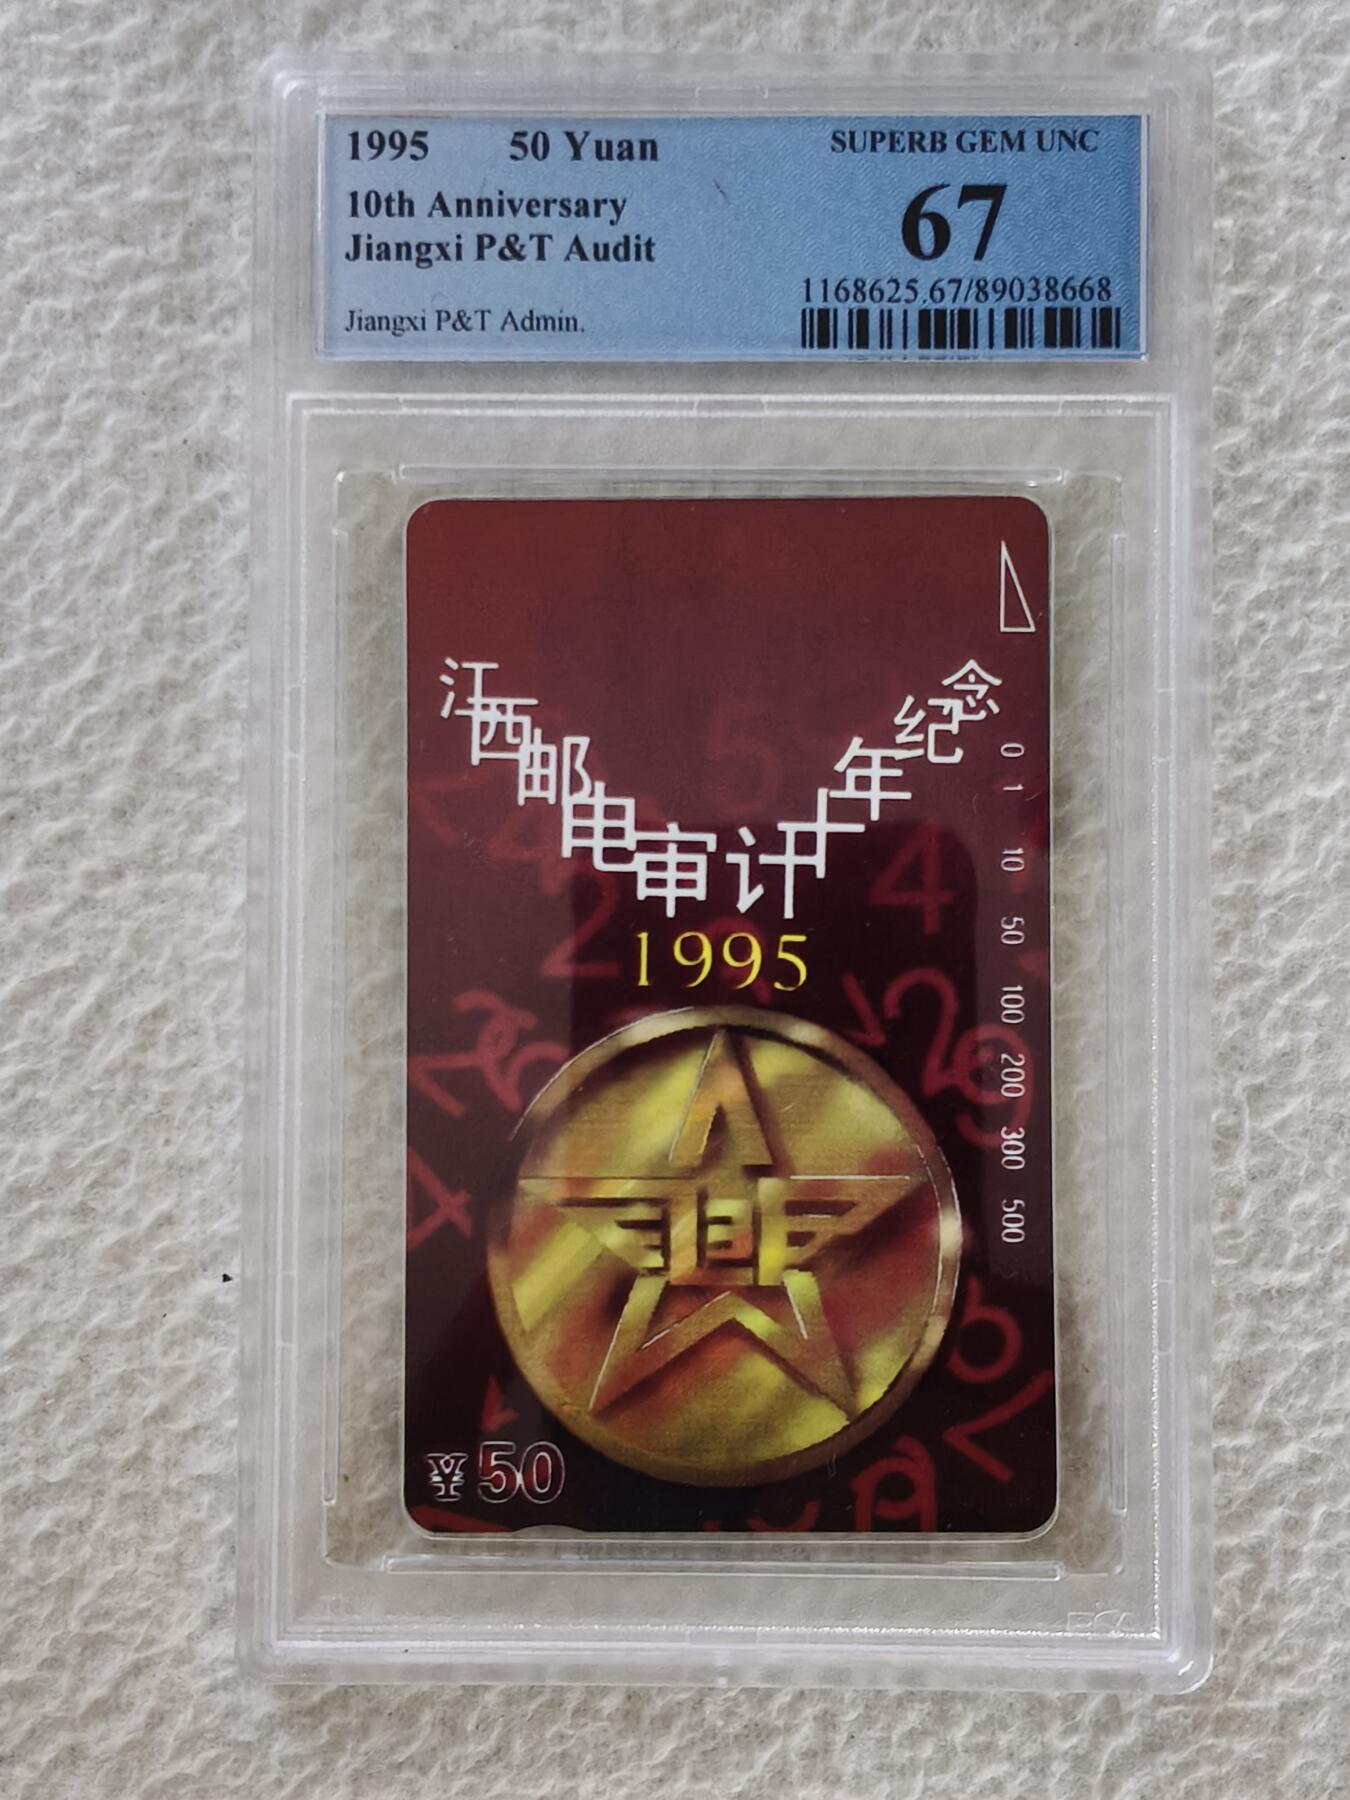 1995 50 Yuan
10th Anniversary
Jiangxi P&T Audit
Jiangxi P&T Admin.
SUPERB GEM UNC
67
1168625.67/89038668
江西邮电审计十年纪念
1995
0 1 10 50 100 200 300 500
¥50